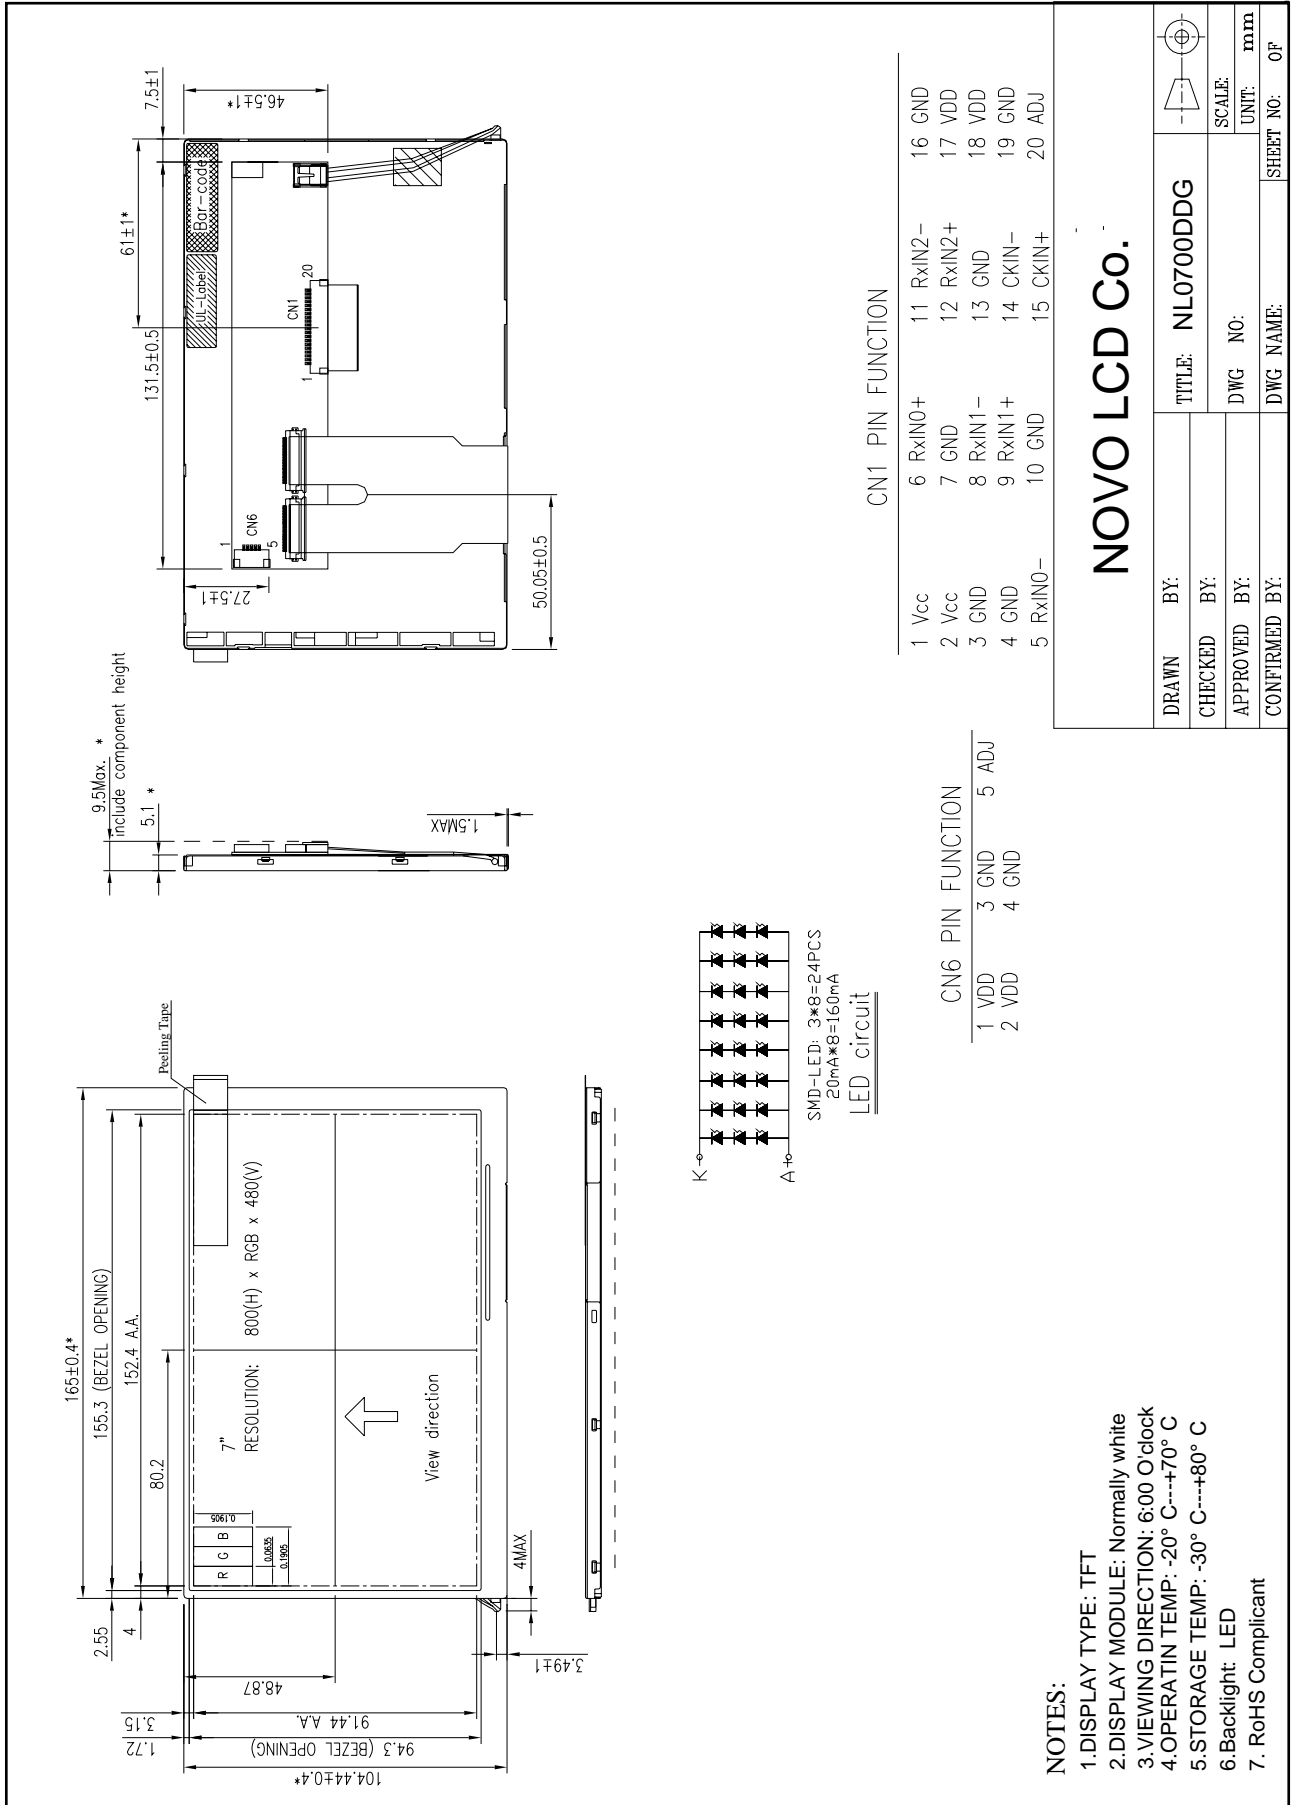 165±0.4*
155.3 (BEZEL OPENING)
152.4 A.A.
80.2
2.55
4
Peeling Tape
R G B
0.1905
0.0635
0.1905
7"
RESOLUTION: 800(H) x RGB x 480(V)
View direction
4MAX
3.49±1
48.87
91.44 A.A.
94.3 (BEZEL OPENING)
104.44±0.4*
3.15
1.72
9.5Max. *
include component height
5.1 *
1.5MAX
7.5±1
61±1*
131.5±0.5
46.5±1*
27.5±1
50.05±0.5
UL-Label
Bar-code
1 CN6 5
1 CN1 20
K-
A+
SMD-LED: 3*8=24PCS
20mA*8=160mA
LED circuit
CN6 PIN FUNCTION
1 VDD 3 GND 5 ADJ
2 VDD 4 GND
CN1 PIN FUNCTION
1 Vcc 6 RxIN0+ 11 RxIN2- 16 GND
2 Vcc 7 GND 12 RxIN2+ 17 VDD
3 GND 8 RxIN1- 13 GND 18 VDD
4 GND 9 RxIN1+ 14 CKIN- 19 GND
5 RxIN0- 10 GND 15 CKIN+ 20 ADJ
NOTES:
1.DISPLAY TYPE: TFT
2.DISPLAY MODULE: Normally white
3.VIEWING DIRECTION: 6:00 O'clock
4.OPERATIN TEMP: -20° C---+70° C
5.STORAGE TEMP: -30° C---+80° C
6.Backlight: LED
7. RoHS Complicant
NOVO LCD Co.
DRAWN BY:
CHECKED BY:
APPROVED BY:
CONFIRMED BY:
TITLE: NL0700DDG
DWG NO:
DWG NAME:
SCALE:
UNIT: mm
SHEET NO: OF